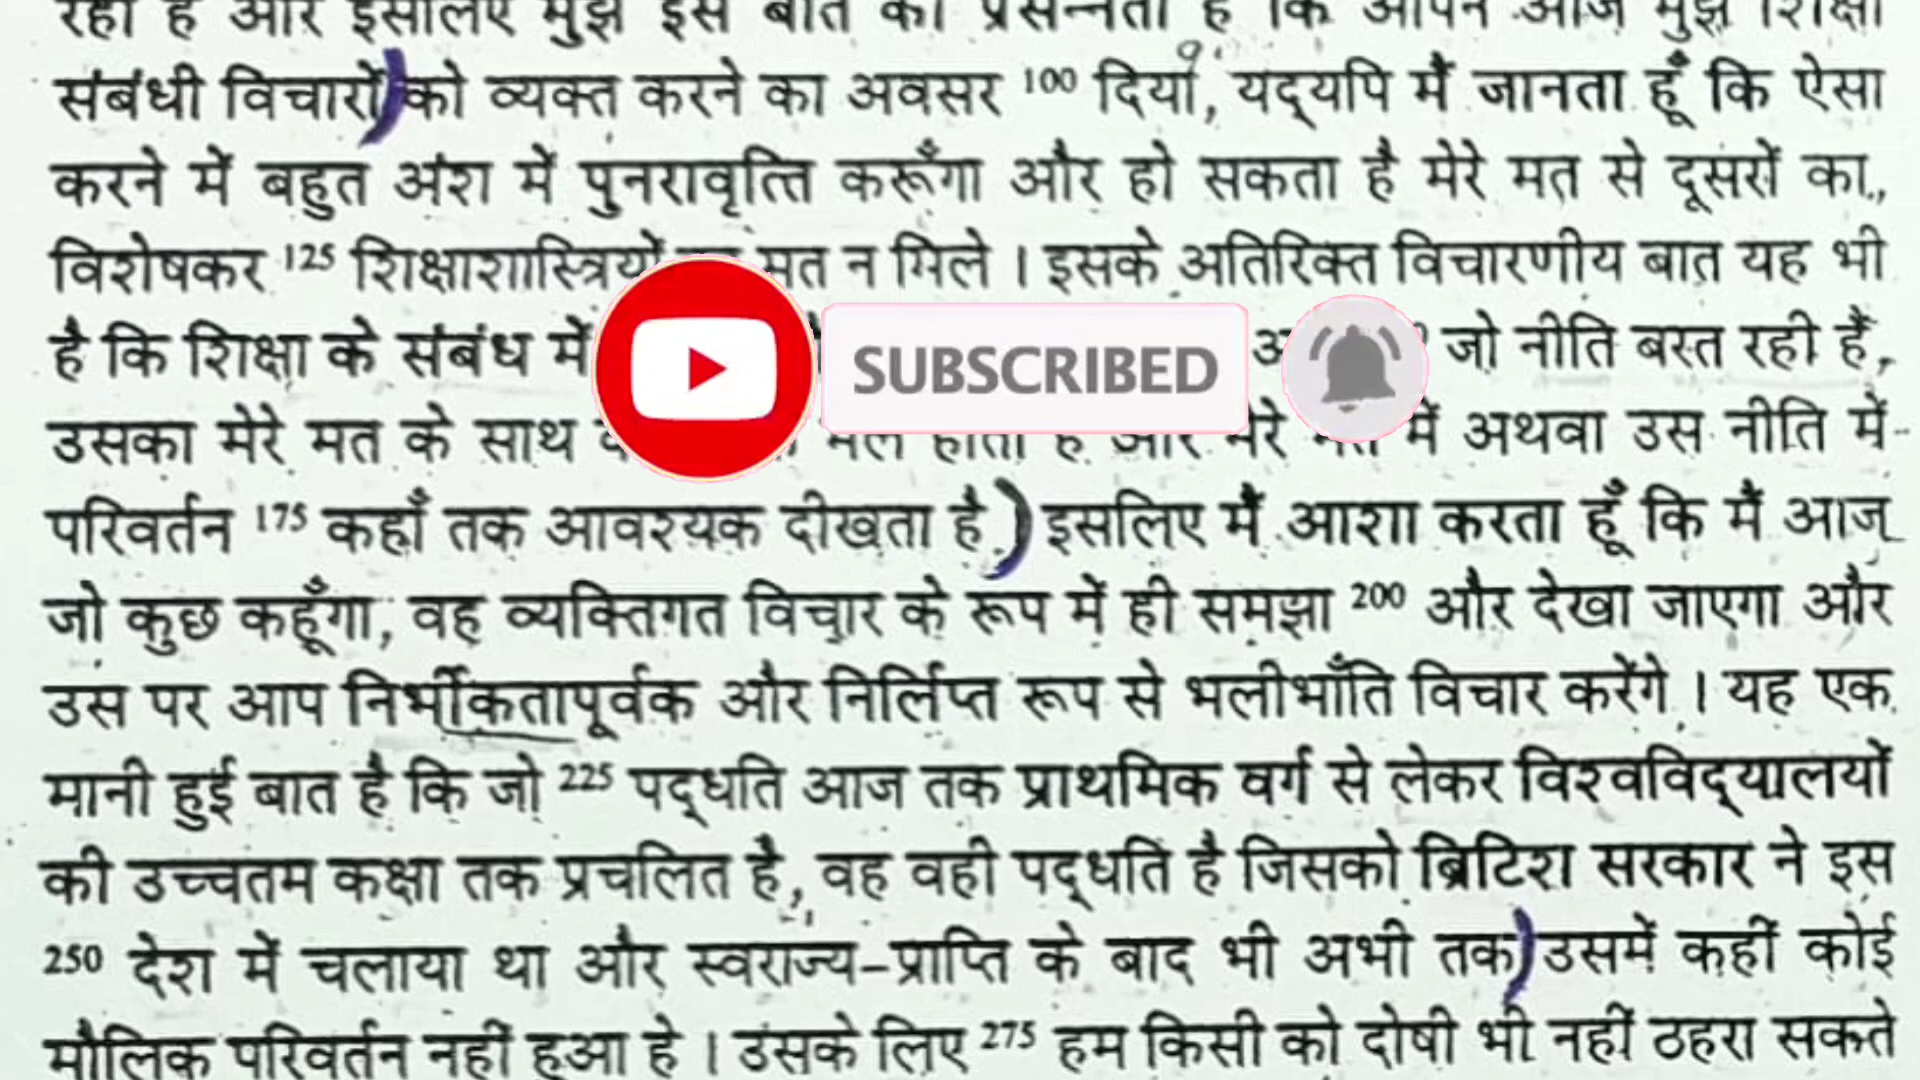 रही है और इसलिए मुझे इस बात की प्रसन्नता है कि आपने आज मुझे शिक्षा
संबंधी विचारों को व्यक्त करने का अवसर 100 दिया, यद्यपि मैं जानता हूँ कि ऐसा
करने में बहुत अंश में पुनरावृत्ति करूँगा और हो सकता है मेरे मत से दूसरों का,
विशेषकर 125 शिक्षाशास्त्रियों मत न मिले । इसके अतिरिक्त विचारणीय बात यह भी
है कि शिक्षा के संबंध में जो नीति बरत रही हैं,
SUBSCRIBED
उसका मेरे मत के साथ मेल होता है और मेरे मत में अथवा उस नीति में
परिवर्तन 175 कहाँ तक आवश्यक दीखता है) इसलिए मैं आशा करता हूँ कि मैं आज
जो कुछ कहूँगा, वह व्यक्तिगत विचार के रूप में ही समझा 200 और देखा जाएगा और
उस पर आप निर्भीकतापूर्वक और निर्लिप्त रूप से भलीभाँति विचार करेंगे । यह एक
मानी हुई बात है कि जो 225 पद्धति आज तक प्राथमिक वर्ग से लेकर विश्वविद्यालयों
की उच्चतम कक्षा तक प्रचलित है, वह वही पद्धति है जिसको ब्रिटिश सरकार ने इस
250 देश में चलाया था और स्वराज्य-प्राप्ति के बाद भी अभी तक) उसमें कहीं कोई
मौलिक परिवर्तन नहीं हुआ है । उसके लिए 275 हम किसी को दोषी भी नहीं ठहरा सकते